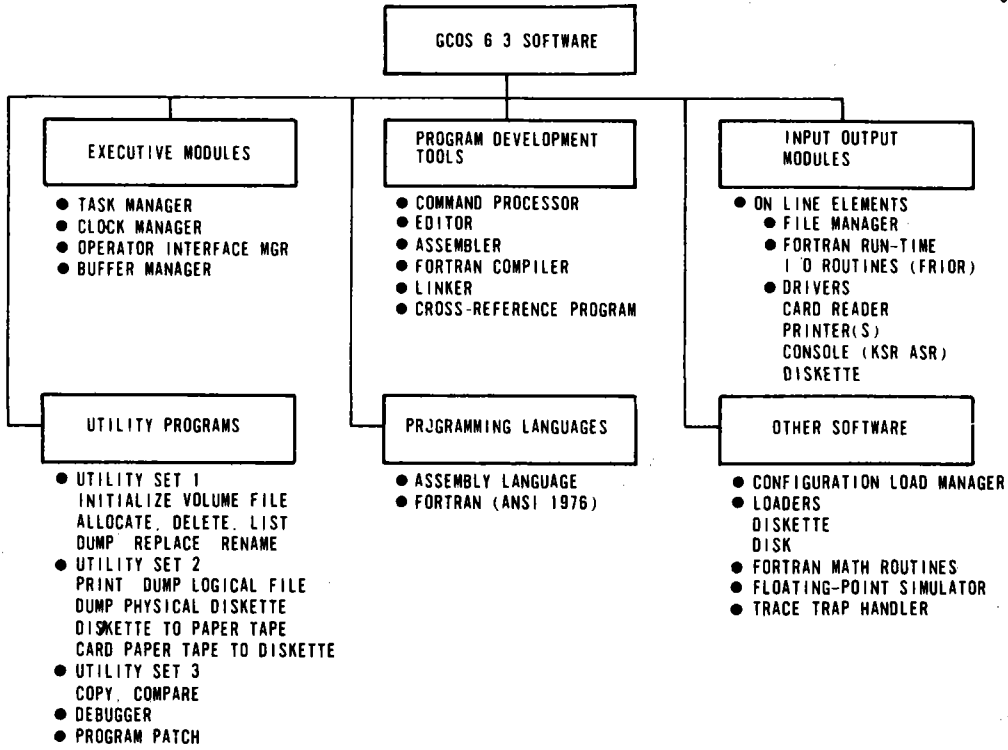 GCOS 6 3 SOFTWARE
EXECUTIVE MODULES
● TASK MANAGER
● CLOCK MANAGER
● OPERATOR INTERFACE MGR
● BUFFER MANAGER
PROGRAM DEVELOPMENT
TOOLS
● COMMAND PROCESSOR
● EDITOR
● ASSEMBLER
● FORTRAN COMPILER
● LINKER
● CROSS-REFERENCE PROGRAM
INPUT OUTPUT
MODULES
● ON LINE ELEMENTS
● FILE MANAGER
● FORTRAN RUN-TIME
I O ROUTINES (FRIOR)
● DRIVERS
CARD READER
PRINTER(S)
CONSOLE (KSR ASR)
DISKETTE
UTILITY PROGRAMS
● UTILITY SET 1
INITIALIZE VOLUME FILE
ALLOCATE, DELETE, LIST
DUMP REPLACE RENAME
● UTILITY SET 2
PRINT DUMP LOGICAL FILE
DUMP PHYSICAL DISKETTE
DISKETTE TO PAPER TAPE
CARD PAPER TAPE TO DISKETTE
● UTILITY SET 3
COPY, COMPARE
● DEBUGGER
● PROGRAM PATCH
PROGRAMMING LANGUAGES
● ASSEMBLY LANGUAGE
● FORTRAN (ANSI 1976)
OTHER SOFTWARE
● CONFIGURATION LOAD MANAGER
● LOADERS
DISKETTE
DISK
● FORTRAN MATH ROUTINES
● FLOATING-POINT SIMULATOR
● TRACE TRAP HANDLER